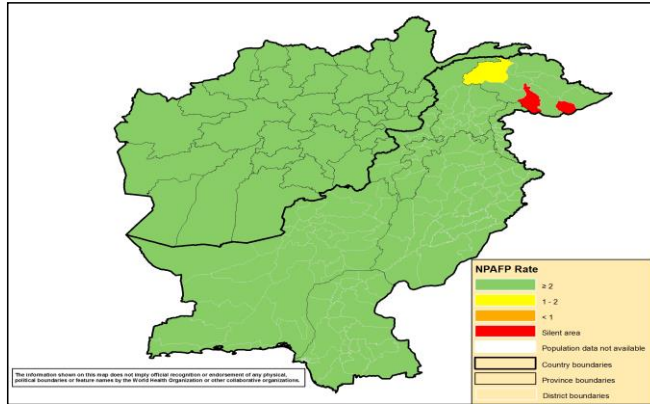 NPAFP Rate
≥ 2
1 - 2
< 1
Silent area
Population data not available
Country boundaries
Province boundaries
District boundaries
The information shown on this map does not imply official recognition or endorsement of any physical,
political boundaries or feature names by the World Health Organization or other collaborative organizations.